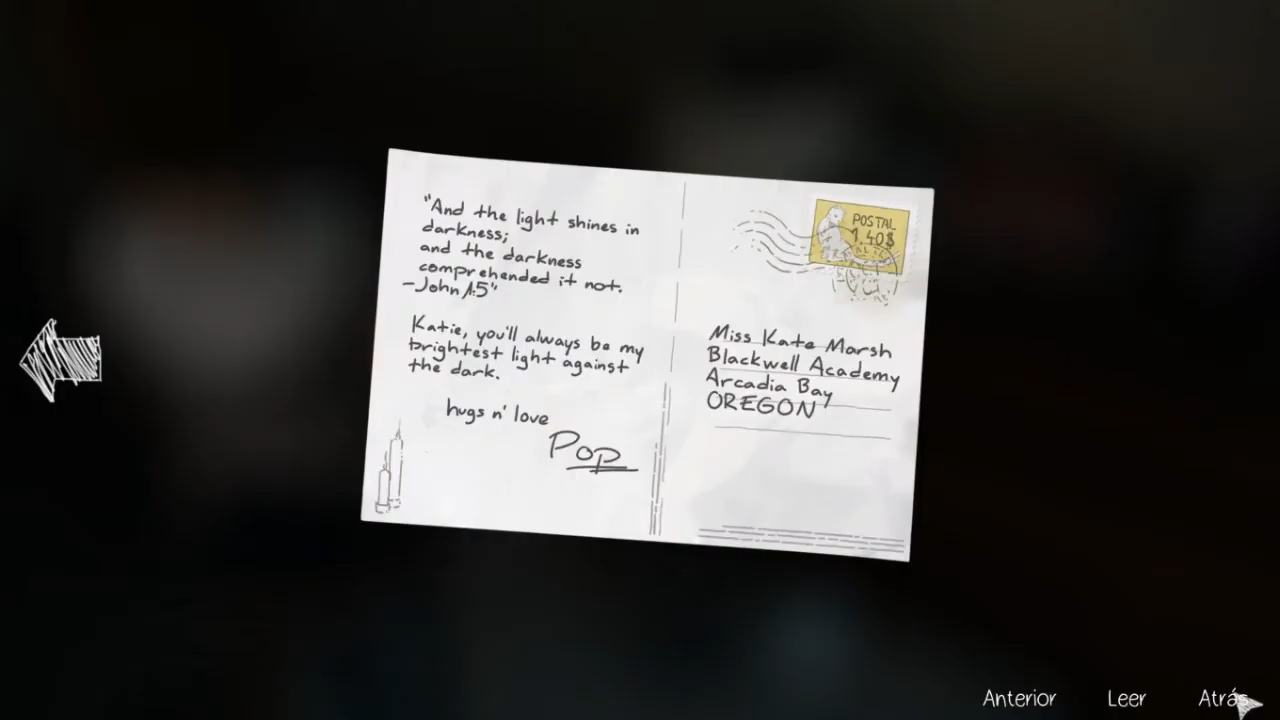 "And the light shines in
darkness;
and the darkness
comprehended it not.
-John 1:5"
Katie, you'll always be my
brightest light against
the dark.
hugs n' love
Pop
POSTAL
1.40$
Miss Kate Marsh
Blackwell Academy
Arcadia Bay
OREGON
Anterior
Leer
Atrás